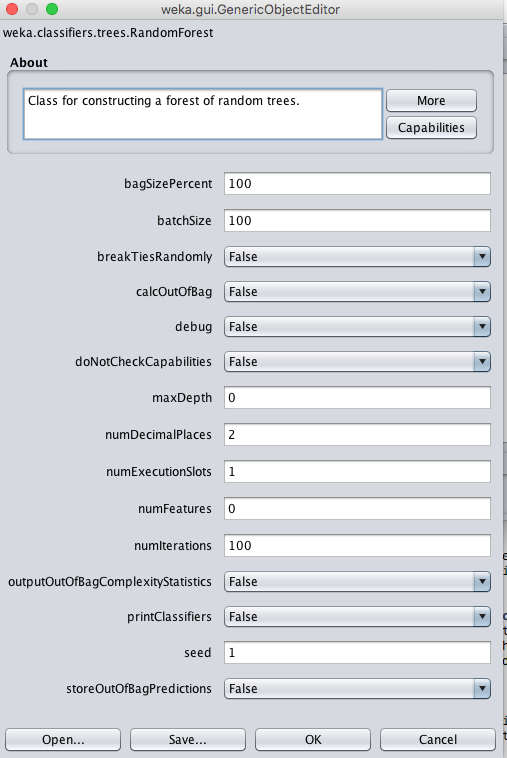 weka.gui.GenericObjectEditor
weka.classifiers.trees.RandomForest
About
Class for constructing a forest of random trees.
More
Capabilities
bagSizePercent 100
batchSize 100
breakTiesRandomly False
calcOutOfBag False
debug False
doNotCheckCapabilities False
maxDepth 0
numDecimalPlaces 2
numExecutionSlots 1
numFeatures 0
numIterations 100
outputOutOfBagComplexityStatistics False
printClassifiers False
seed 1
storeOutOfBagPredictions False
Open... Save... OK Cancel